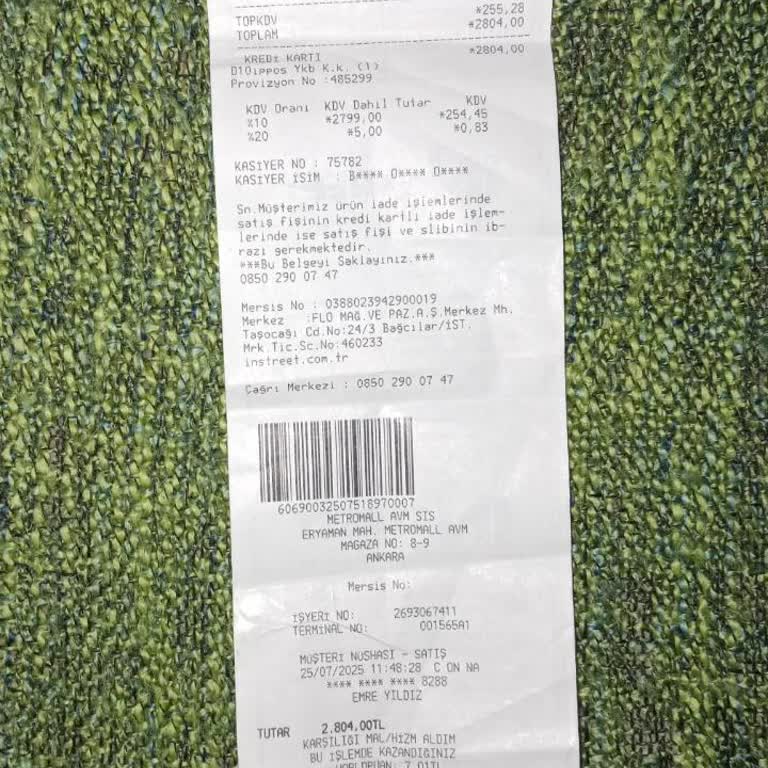 TOPKDV *255,28
TOPLAM *2804,00
KREDİ KARTI *2804,00
D10ippos Ykb K.k. (1)
Provizyon No :485299
KDV Oranı KDV Dahil Tutar KDV
%10 *2799,00 *254,45
%20 *5,00 *0,83
KASİYER NO : 75782
KASİYER İSİM : B**** O**** O****
Sn.Müşterimiz ürün iade işlemlerinde
satış fişinin kredi kartlı iade işlem-
lerinde ise satış fişi ve slibinin ib-
razı gerekmektedir.
***Bu Belgeyi Saklayınız.***
0850 290 07 47
Mersis No : 0388023942900019
Merkez :FLO MAĞ.VE PAZ.A.Ş.Merkez Mh.
Taşocağı Cd.No:24/3 Bağcılar/İST.
Mrk.Tic.Sc.No:460233
instreet.com.tr
Çağrı Merkezi : 0850 290 07 47
60690032507518970007
METROMALL AVM SIS
ERYAMAN MAH. METROMALL AVM
MAGAZA NO: 8-9
ANKARA
Mersis No:
İŞYERİ NO: 2693067411
TERMİNAL NO: 001565A1
MÜŞTERİ NÜSHASI - SATIŞ
25/07/2025 11:48:28 C ON NA
**** **** **** 8288
EMRE YILDIZ
TUTAR 2.804,00TL
KARŞILIĞI MAL/HİZM ALDIM
BU İŞLEMDE KAZANDIĞINIZ
WORLDPUAN: 7,01TL